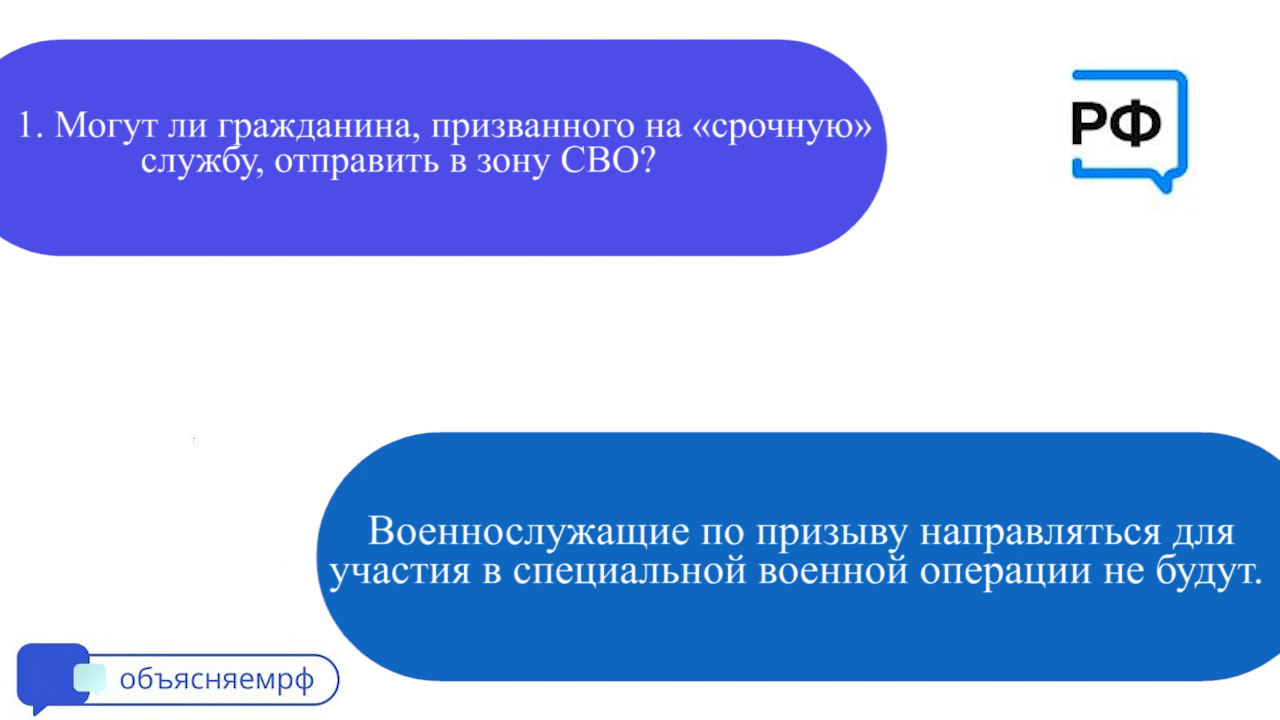 1. Могут ли гражданина, призванного на «срочную»
службу, отправить в зону СВО?
РФ
Военнослужащие по призыву направляться для
участия в специальной военной операции не будут.
объясняемрф